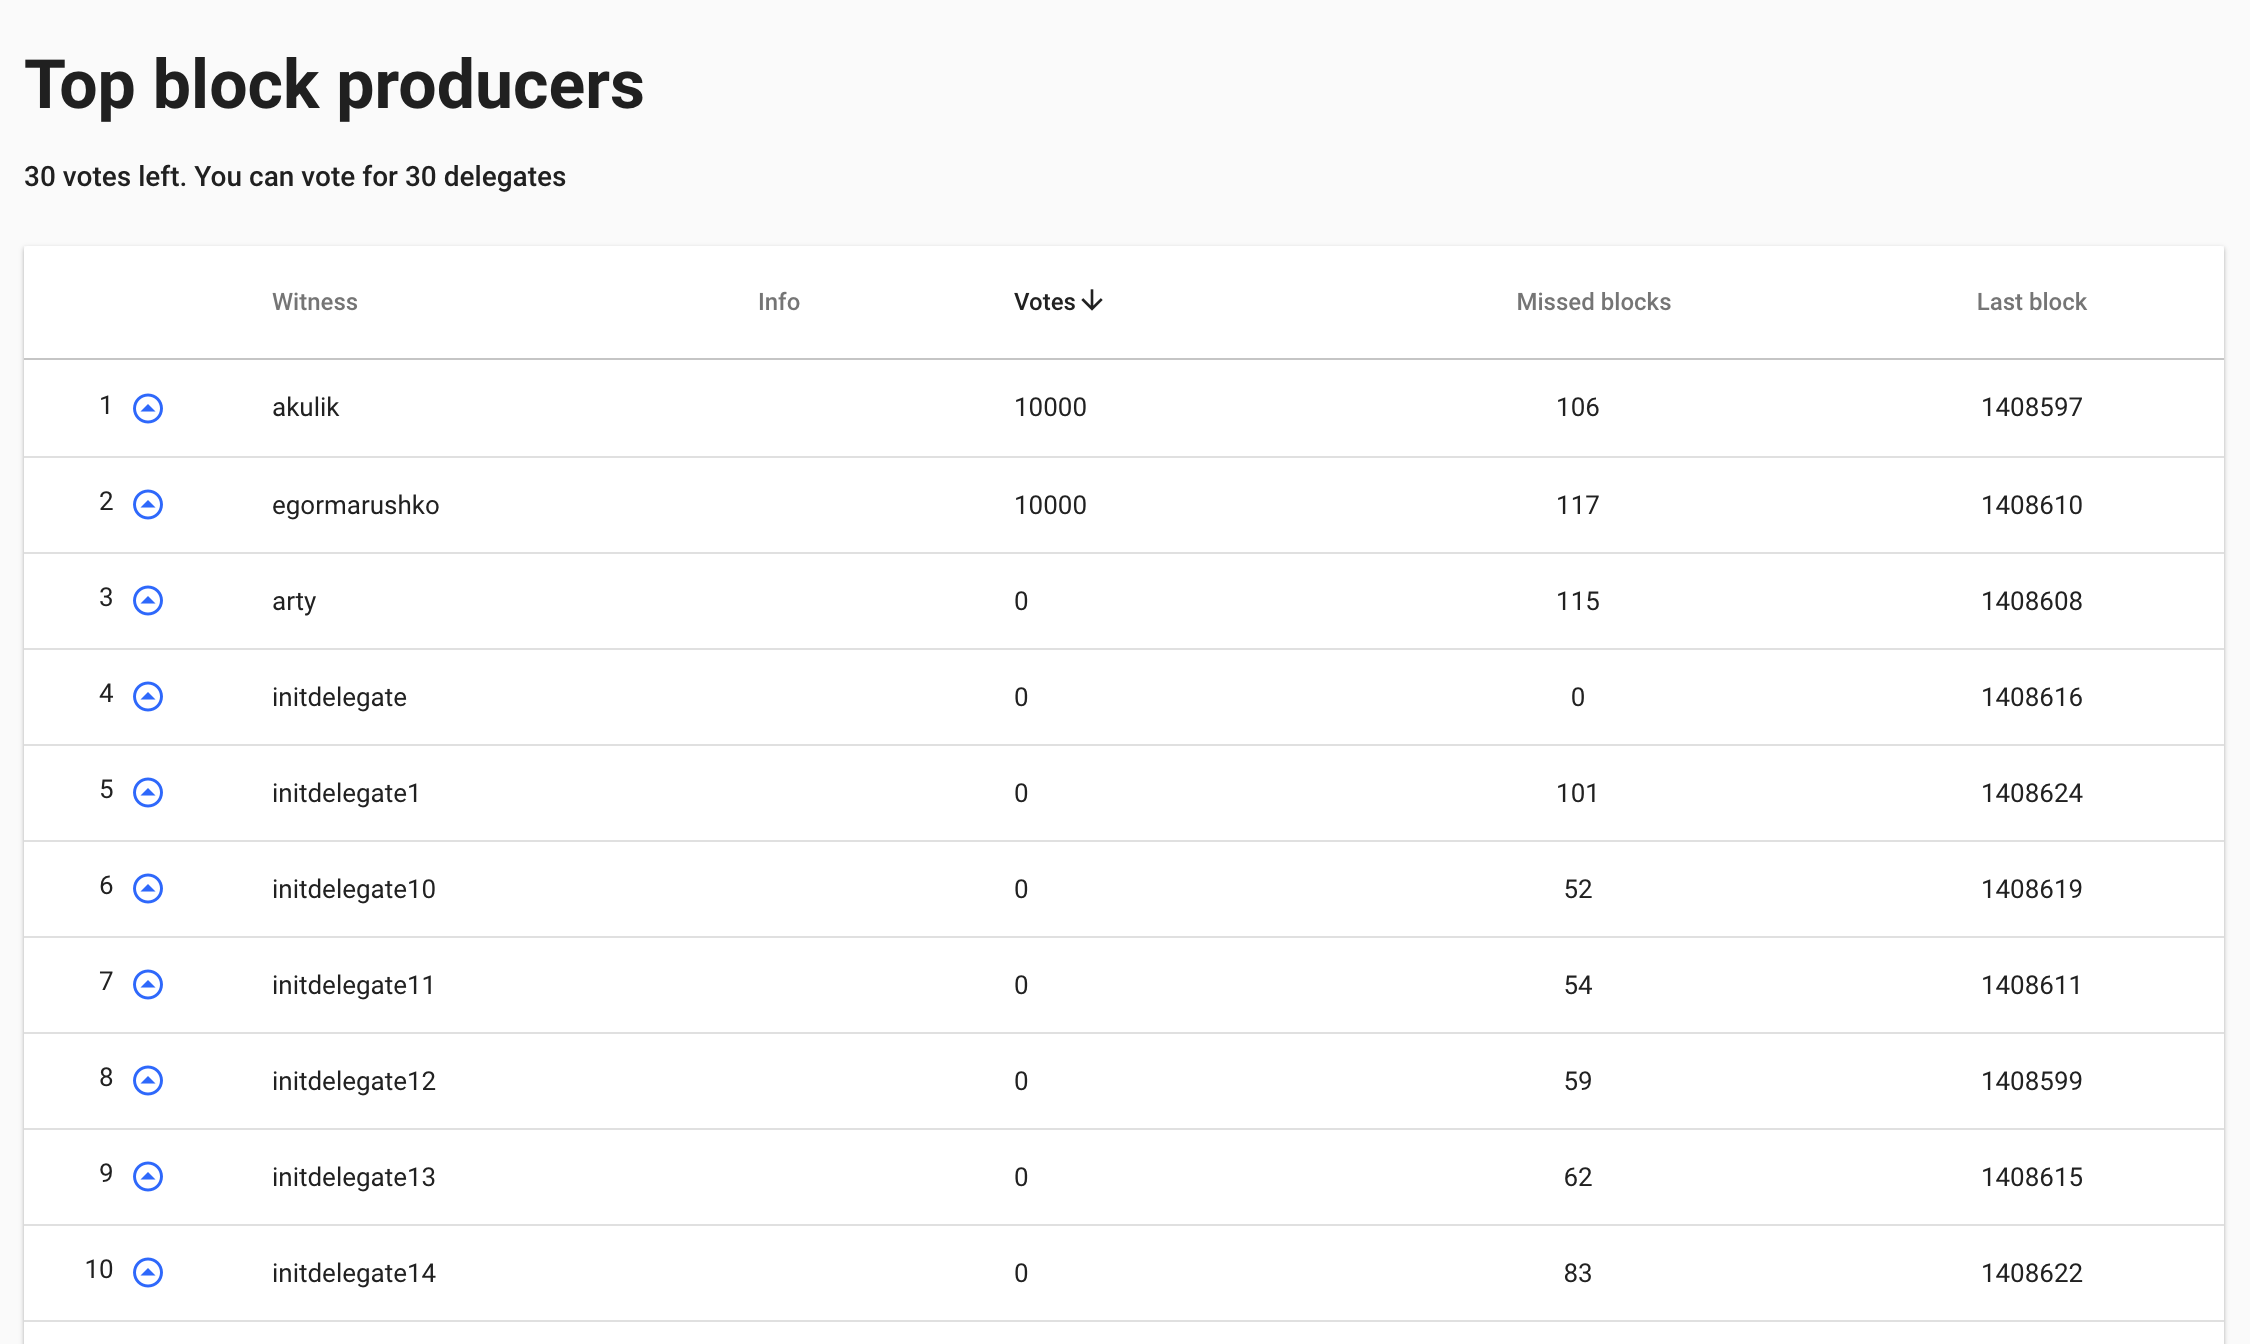 Top block producers
30 votes left. You can vote for 30 delegates
Witness Info Votes Missed blocks Last block
1 akulik 10000 106 1408597
2 egormarushko 10000 117 1408610
3 arty 0 115 1408608
4 initdelegate 0 0 1408616
5 initdelegate1 0 101 1408624
6 initdelegate10 0 52 1408619
7 initdelegate11 0 54 1408611
8 initdelegate12 0 59 1408599
9 initdelegate13 0 62 1408615
10 initdelegate14 0 83 1408622